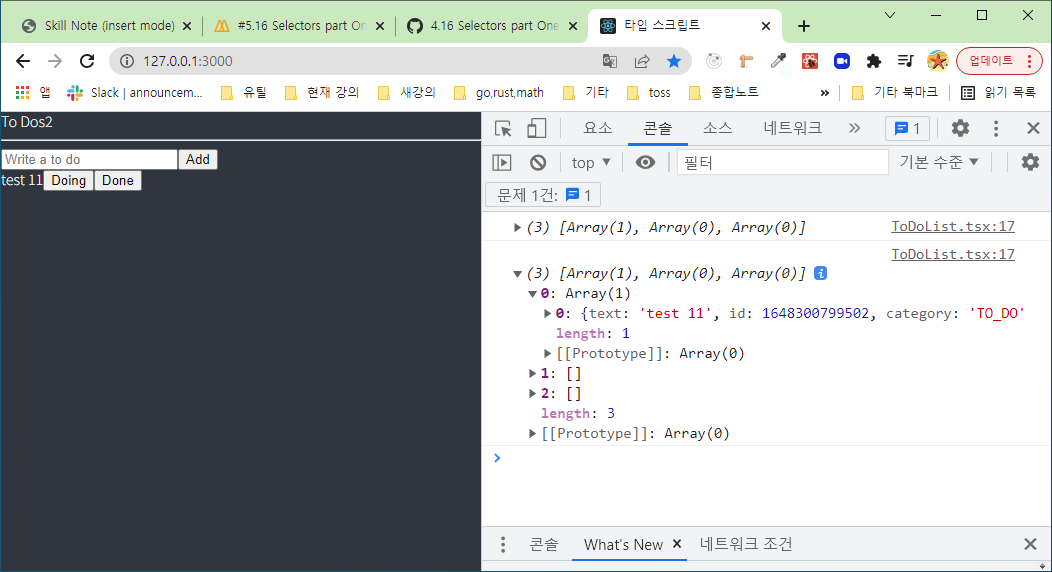 Skill Note (insert mode)
#5.16 Selectors part On
4.16 Selectors part One
타입 스크립트
127.0.0.1:3000
업데이트
앱
Slack | announcem...
유틸
현재 강의
새강의
go,rust,math
기타
toss
종합노트
»
기타 북마크
읽기 목록
To Dos2
Write a to do
Add
test 11
Doing
Done
요소
콘솔
소스
네트워크
»
1
top ▼
필터
기본 수준 ▼
문제 1건: 1
▶ (3) [Array(1), Array(0), Array(0)]
ToDoList.tsx:17
ToDoList.tsx:17
▼ (3) [Array(1), Array(0), Array(0)] i
▼ 0: Array(1)
▶ 0: {text: 'test 11', id: 1648300799502, category: 'TO_DO'
length: 1
▶ [[Prototype]]: Array(0)
▶ 1: []
▶ 2: []
length: 3
▶ [[Prototype]]: Array(0)
>
콘솔
What's New
네트워크 조건